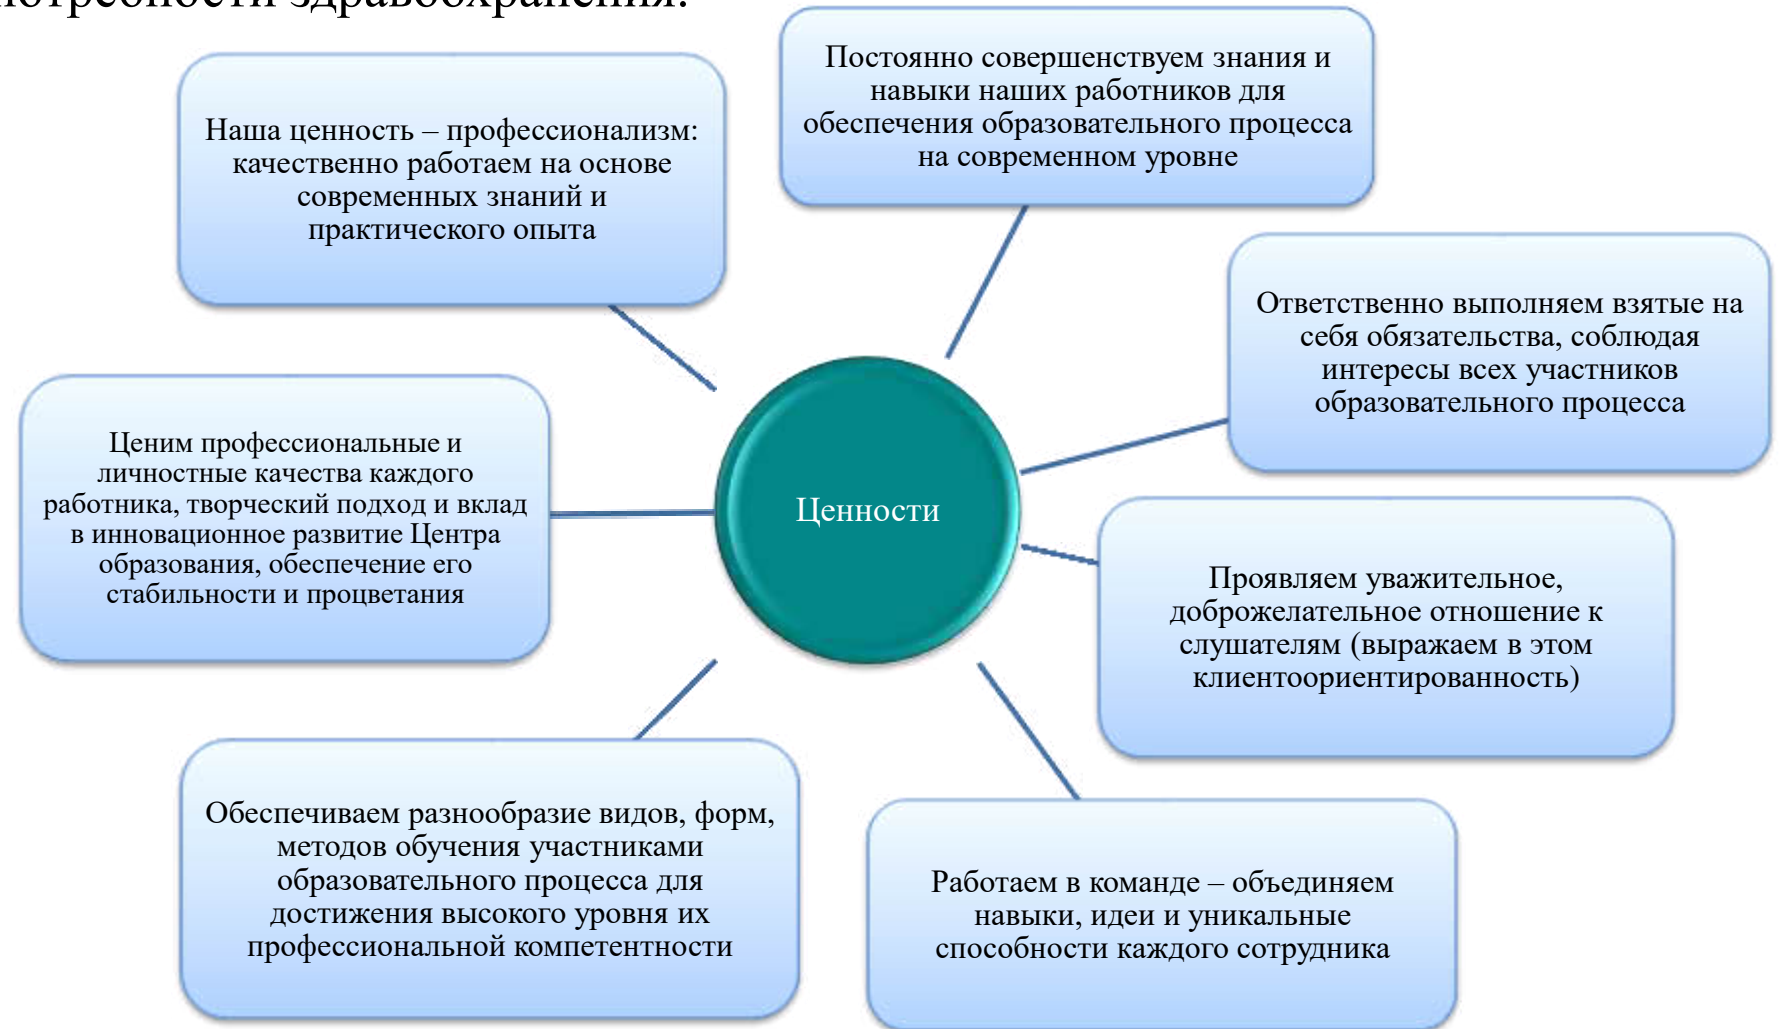 потребности здравоохранения.
Постоянно совершенствуем знания и
навыки наших работников для
обеспечения образовательного процесса
на современном уровне
Наша ценность – профессионализм:
качественно работаем на основе
современных знаний и
практического опыта
Ответственно выполняем взятые на
себя обязательства, соблюдая
интересы всех участников
образовательного процесса
Ценим профессиональные и
личностные качества каждого
работника, творческий подход и вклад
в инновационное развитие Центра
образования, обеспечение его
стабильности и процветания
Ценности
Проявляем уважительное,
доброжелательное отношение к
слушателям (выражаем в этом
клиентоориентированность)
Обеспечиваем разнообразие видов, форм,
методов обучения участниками
образовательного процесса для
достижения высокого уровня их
профессиональной компетентности
Работаем в команде – объединяем
навыки, идеи и уникальные
способности каждого сотрудника